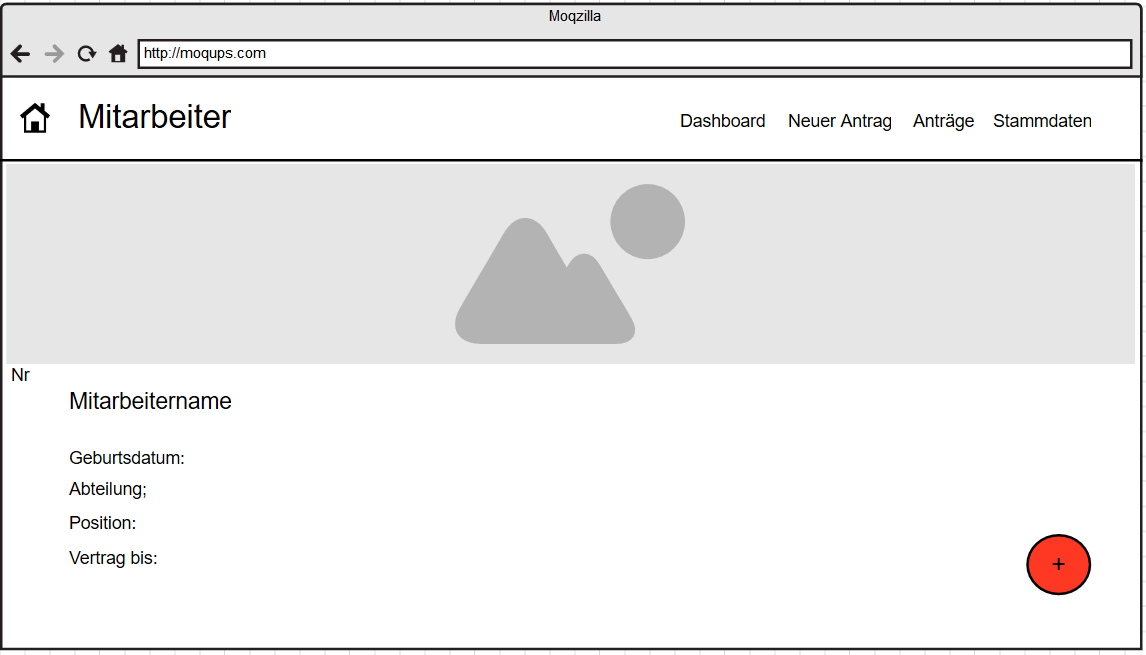 Moqzilla
http://moqups.com
Mitarbeiter
Dashboard Neuer Antrag Anträge Stammdaten
Nr
Mitarbeitername
Geburtsdatum:
Abteilung;
Position:
Vertrag bis:
+